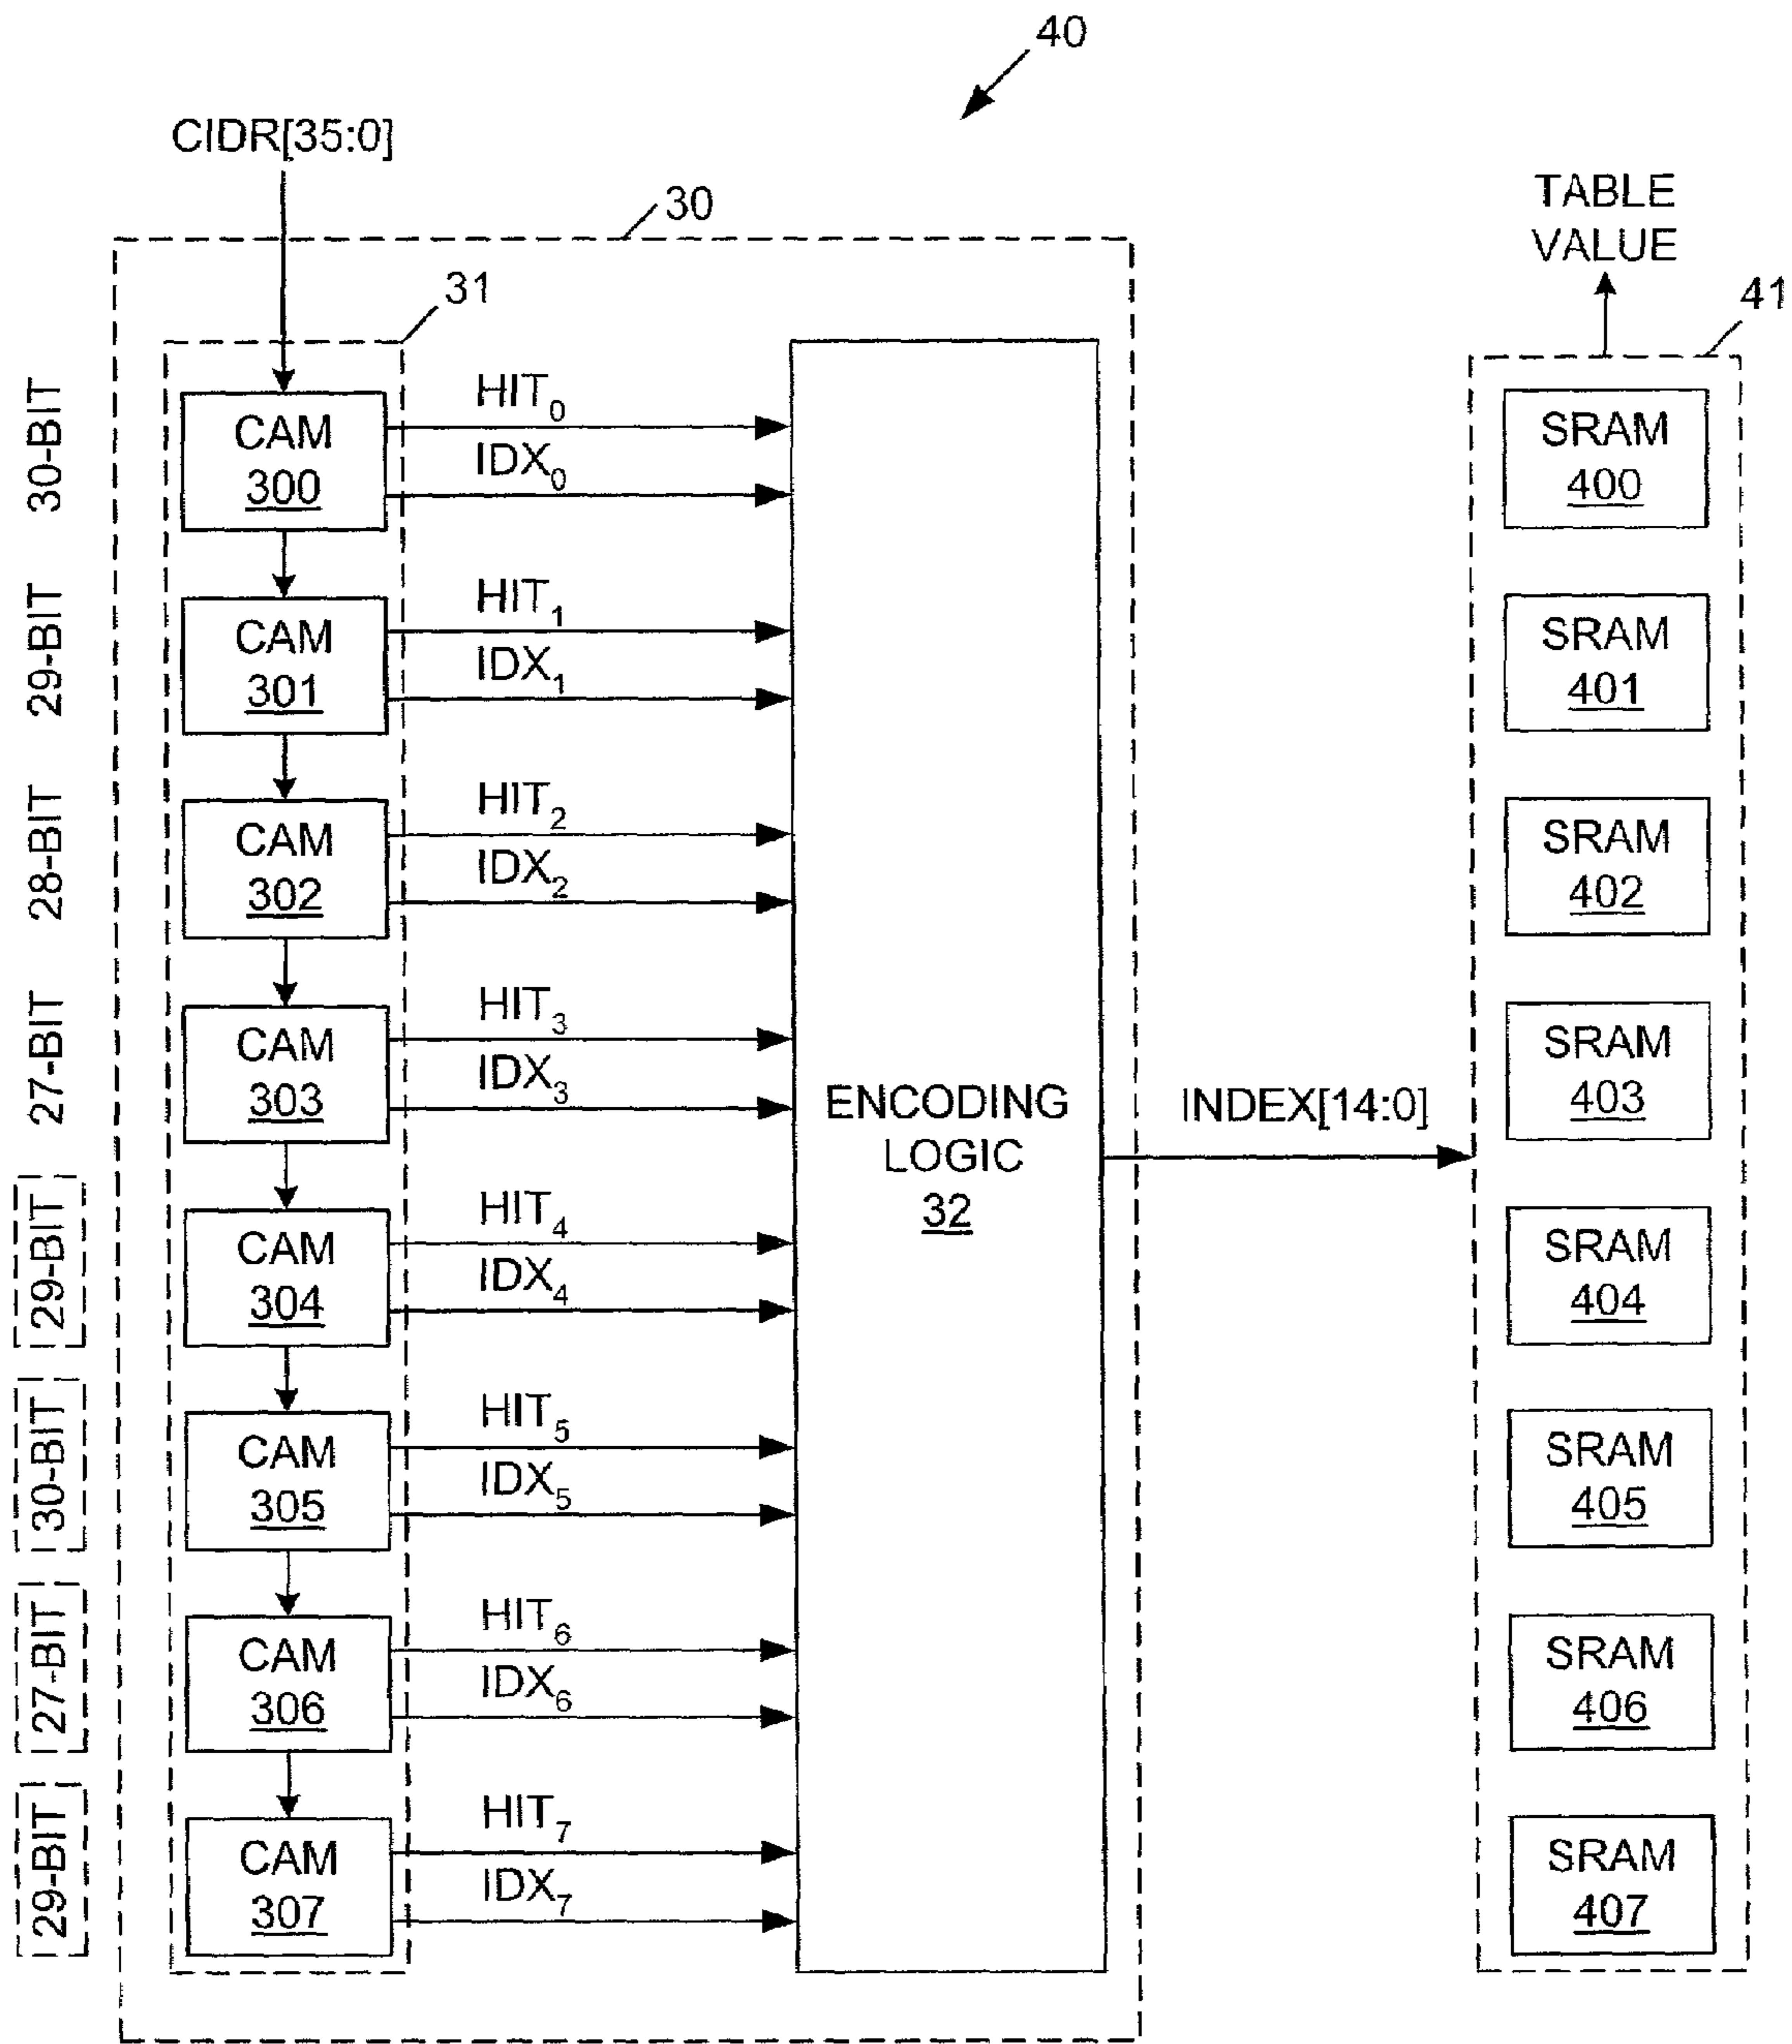 40
CIDR[35:0]
30
TABLE
VALUE
31
41
30-BIT
CAM
300
HIT₀
IDX₀
SRAM
400
29-BIT
CAM
301
HIT₁
IDX₁
SRAM
401
28-BIT
CAM
302
HIT₂
IDX₂
SRAM
402
27-BIT
CAM
303
HIT₃
IDX₃
SRAM
403
ENCODING
LOGIC
32
INDEX[14:0]
29-BIT
CAM
304
HIT₄
IDX₄
SRAM
404
30-BIT
CAM
305
HIT₅
IDX₅
SRAM
405
27-BIT
CAM
306
HIT₆
IDX₆
SRAM
406
29-BIT
CAM
307
HIT₇
IDX₇
SRAM
407